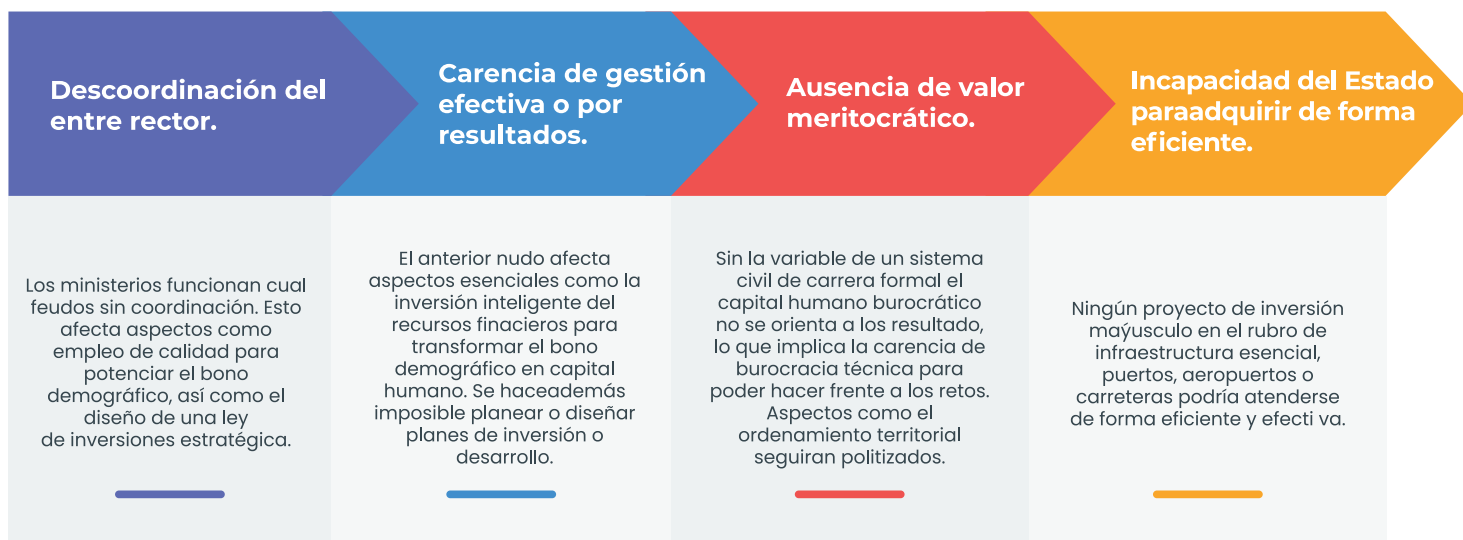 Descoordinación del
entre rector.
Los ministerios funcionan cual
feudos sin coordinación. Esto
afecta aspectos como
empleo de calidad para
potenciar el bono
demográfico, así como el
diseño de una ley
de inversiones estratégica.
Carencia de gestión
efectiva o por
resultados.
El anterior nudo afecta
aspectos esenciales como la
inversión inteligente del
recursos finacieros para
transformar el bono
demográfico en capital
humano. Se haceademás
imposible planear o diseñar
planes de inversión o
desarrollo.
Ausencia de valor
meritocrático.
Sin la variable de un sistema
civil de carrera formal el
capital humano burocrático
no se orienta a los resultado,
lo que implica la carencia de
burocracia técnica para
poder hacer frente a los retos.
Aspectos como el
ordenamiento territorial
seguiran politizados.
Incapacidad del Estado
paraadquirir de forma
eficiente.
Ningún proyecto de inversión
maýusculo en el rubro de
infraestructura esencial,
puertos, aeropuertos o
carreteras podría atenderse
de forma eficiente y efecti va.